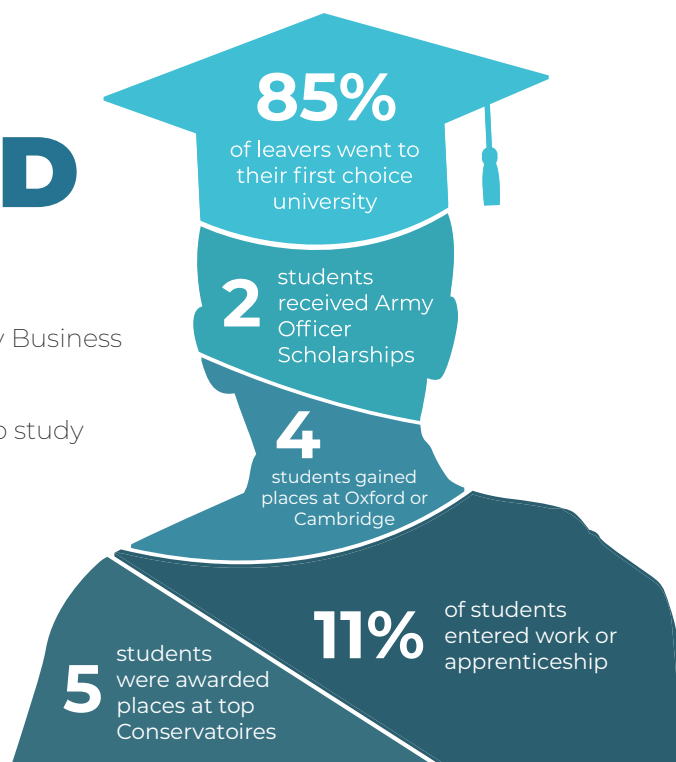 85%
of leavers went to
their first choice
university
D
2
students
received Army
Officer
Scholarships
Business
study
4
students gained
places at Oxford or
Cambridge
11%
of students
entered work or
apprenticeship
5
students
were awarded
places at top
Conservatoires